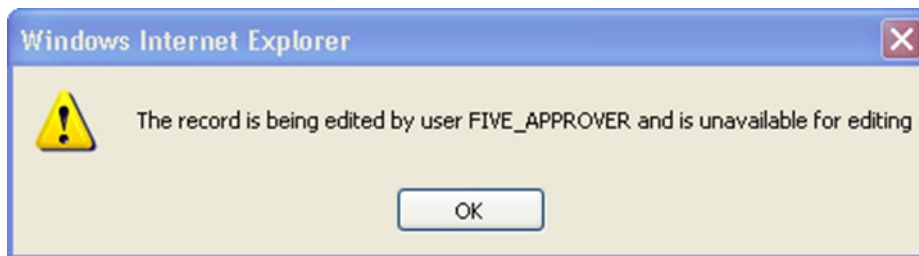 Windows Internet Explorer
The record is being edited by user FIVE_APPROVER and is unavailable for editing
OK